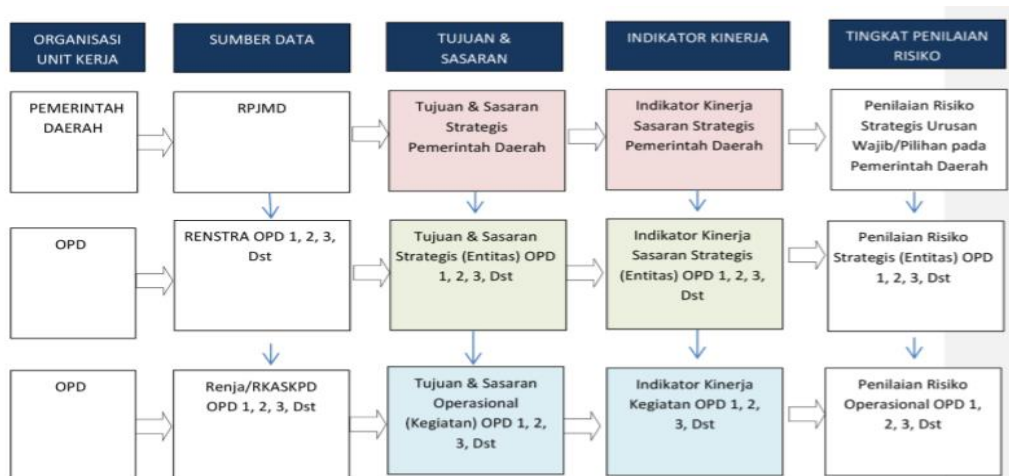 ORGANISASI
UNIT KERJA
SUMBER DATA
TUJUAN &
SASARAN
INDIKATOR KINERJA
TINGKAT PENILAIAN
RISIKO
PEMERINTAH
DAERAH
RPJMD
Tujuan & Sasaran
Strategis
Pemerintah Daerah
Indikator Kinerja
Sasaran Strategis
Pemerintah Daerah
Penilaian Risiko
Strategis Urusan
Wajib/Pilihan pada
Pemerintah Daerah
OPD
RENSTRA OPD 1, 2, 3,
Dst
Tujuan & Sasaran
Strategis (Entitas) OPD
1, 2, 3, Dst
Indikator Kinerja
Sasaran Strategis
(Entitas) OPD 1, 2, 3,
Dst
Penilaian Risiko
Strategis (Entitas) OPD
1, 2, 3, Dst
OPD
Renja/RKASKPD
OPD 1, 2, 3, Dst
Tujuan & Sasaran
Operasional
(Kegiatan) OPD 1, 2,
3, Dst
Indikator Kinerja
Kegiatan OPD 1, 2,
3, Dst
Penilaian Risiko
Operasional OPD 1,
2, 3, Dst